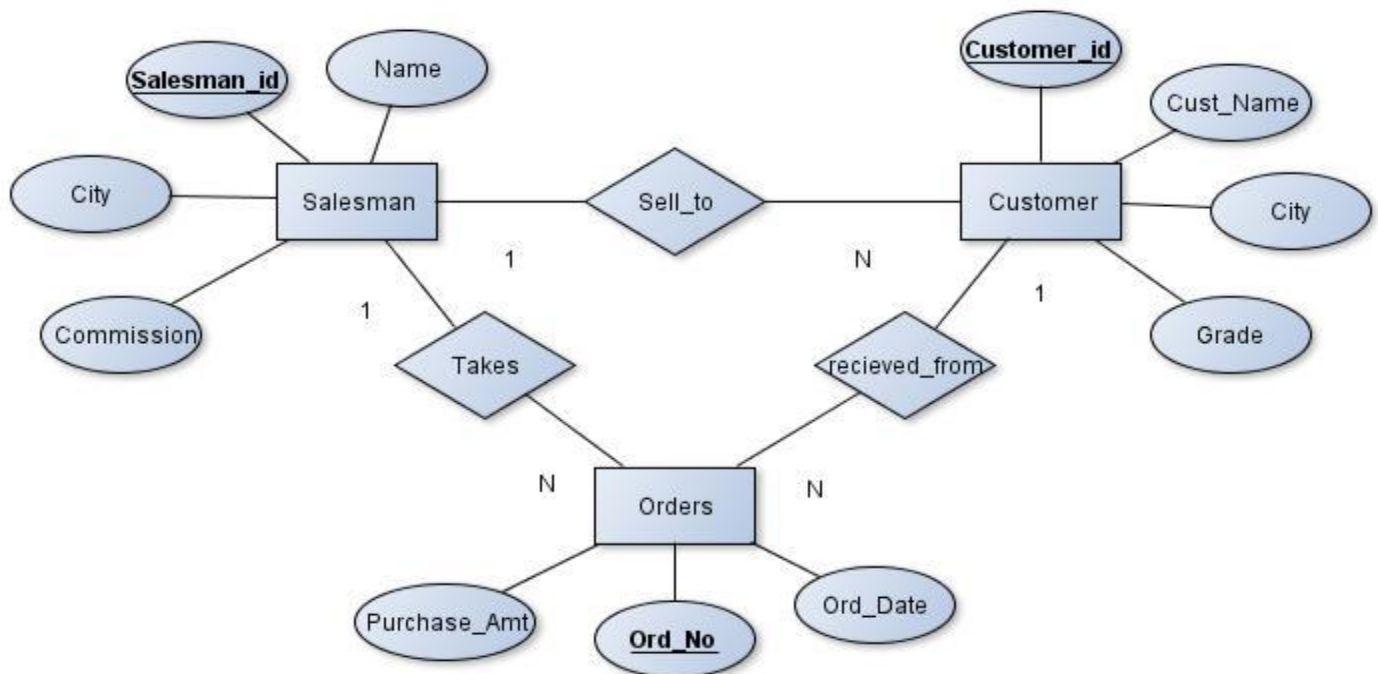 Customer_id
Salesman_id
Name
Cust_Name
City
Salesman
Sell_to
Customer
City
1
N
1
1
Commission
Takes
recieved_from
Grade
N
N
Orders
Purchase_Amt
Ord_No
Ord_Date